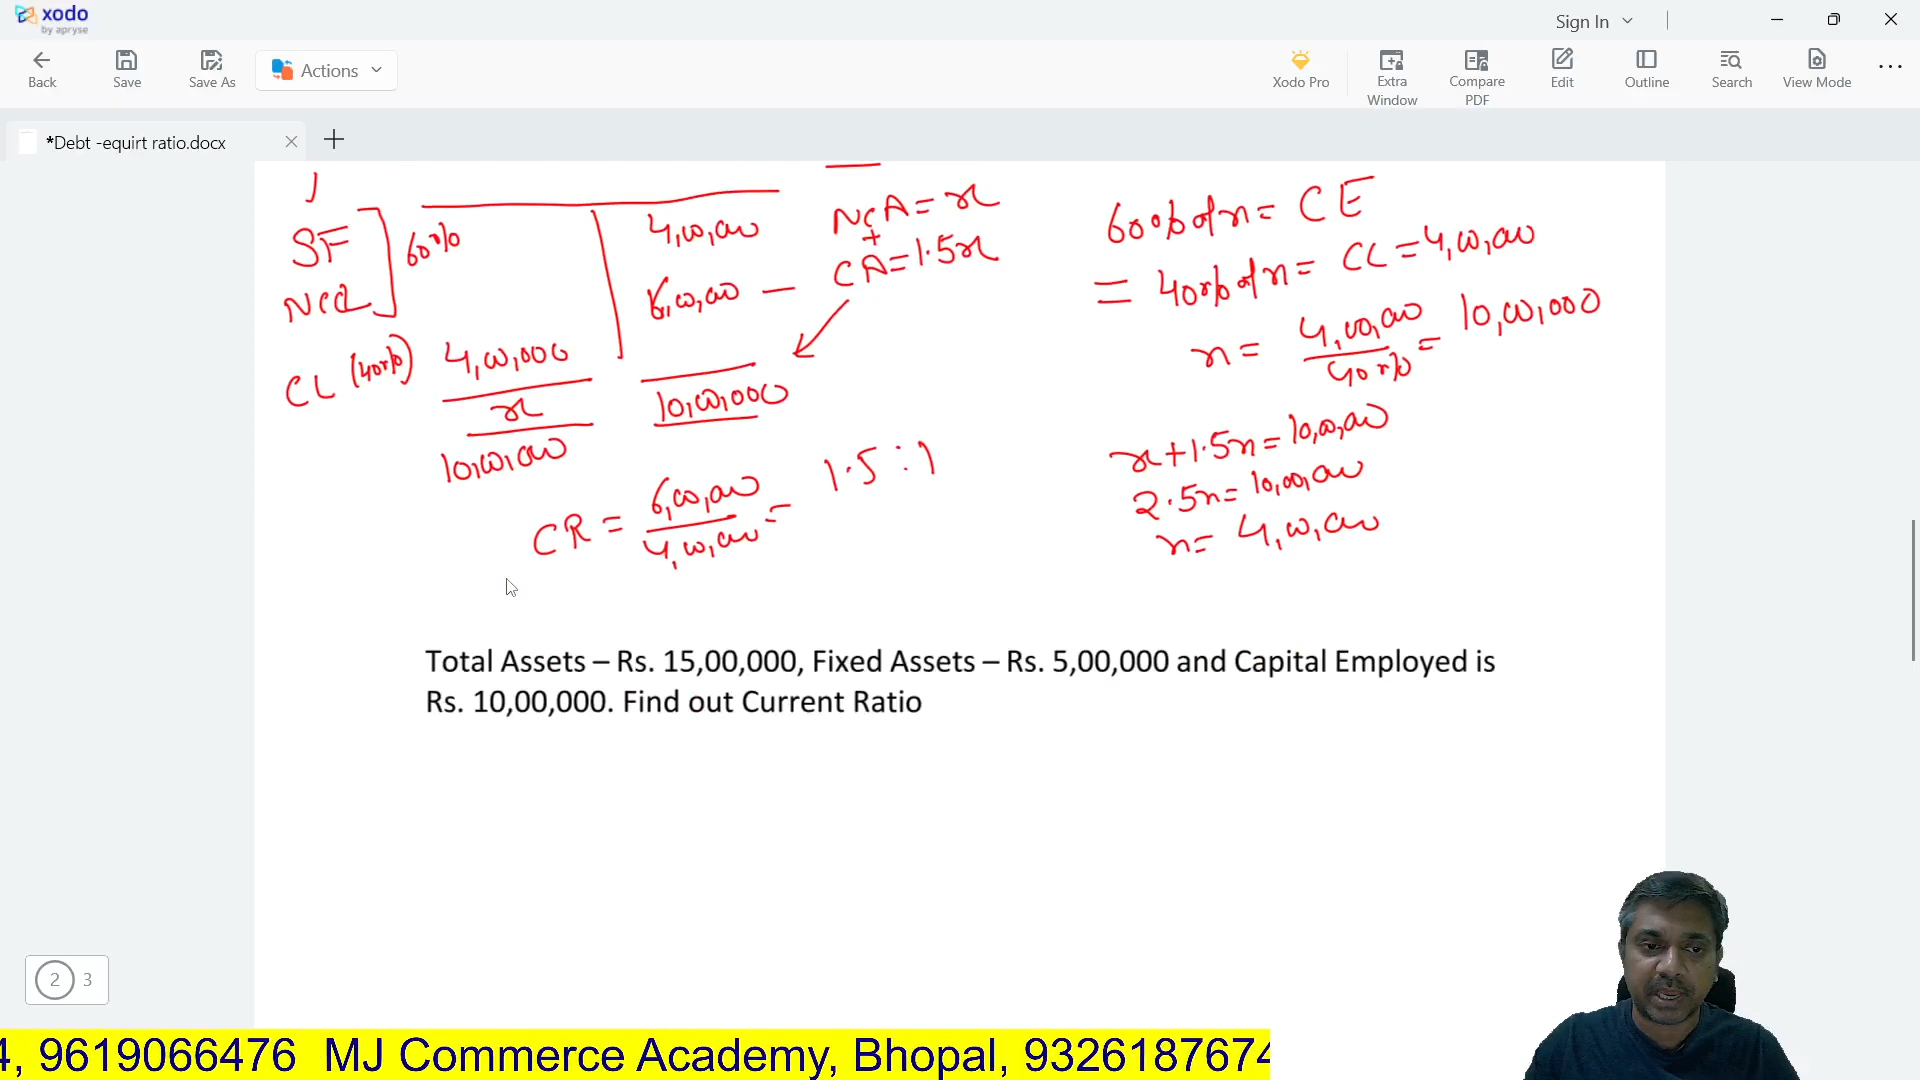 xodo
by apryse
Sign In
Back
Save
Save As
Actions
Xodo Pro
Extra Window
Compare PDF
Edit
Outline
Search
View Mode
*Debt -equirt ratio.docx
SF
60%
NCL
CL (40%) 4,00,000
x
10,00,000
4,00,000
6,00,000
10,00,000
NCA = x
+
CA = 1.5x
60% of x = CE
= 40% of x = CL = 4,00,000
x = 4,00,000 / 40% = 10,00,000
x + 1.5x = 10,00,000
2.5x = 10,00,000
x = 4,00,000
CR = 6,00,000 / 4,00,000 = 1.5 : 1
Total Assets – Rs. 15,00,000, Fixed Assets – Rs. 5,00,000 and Capital Employed is
Rs. 10,00,000. Find out Current Ratio
2 3
4, 9619066476 MJ Commerce Academy, Bhopal, 9326187674